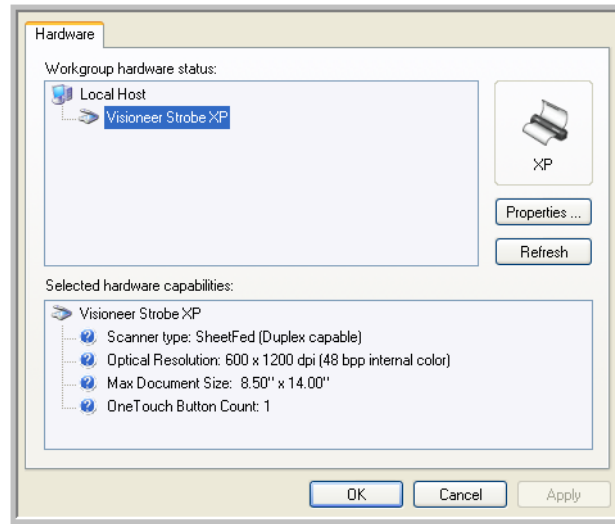 Hardware
Workgroup hardware status:
Local Host
Visioneer Strobe XP
XP
Properties ...
Refresh
Selected hardware capabilities:
Visioneer Strobe XP
Scanner type: SheetFed (Duplex capable)
Optical Resolution: 600 x 1200 dpi (48 bpp internal color)
Max Document Size: 8.50" x 14.00"
OneTouch Button Count: 1
OK Cancel Apply